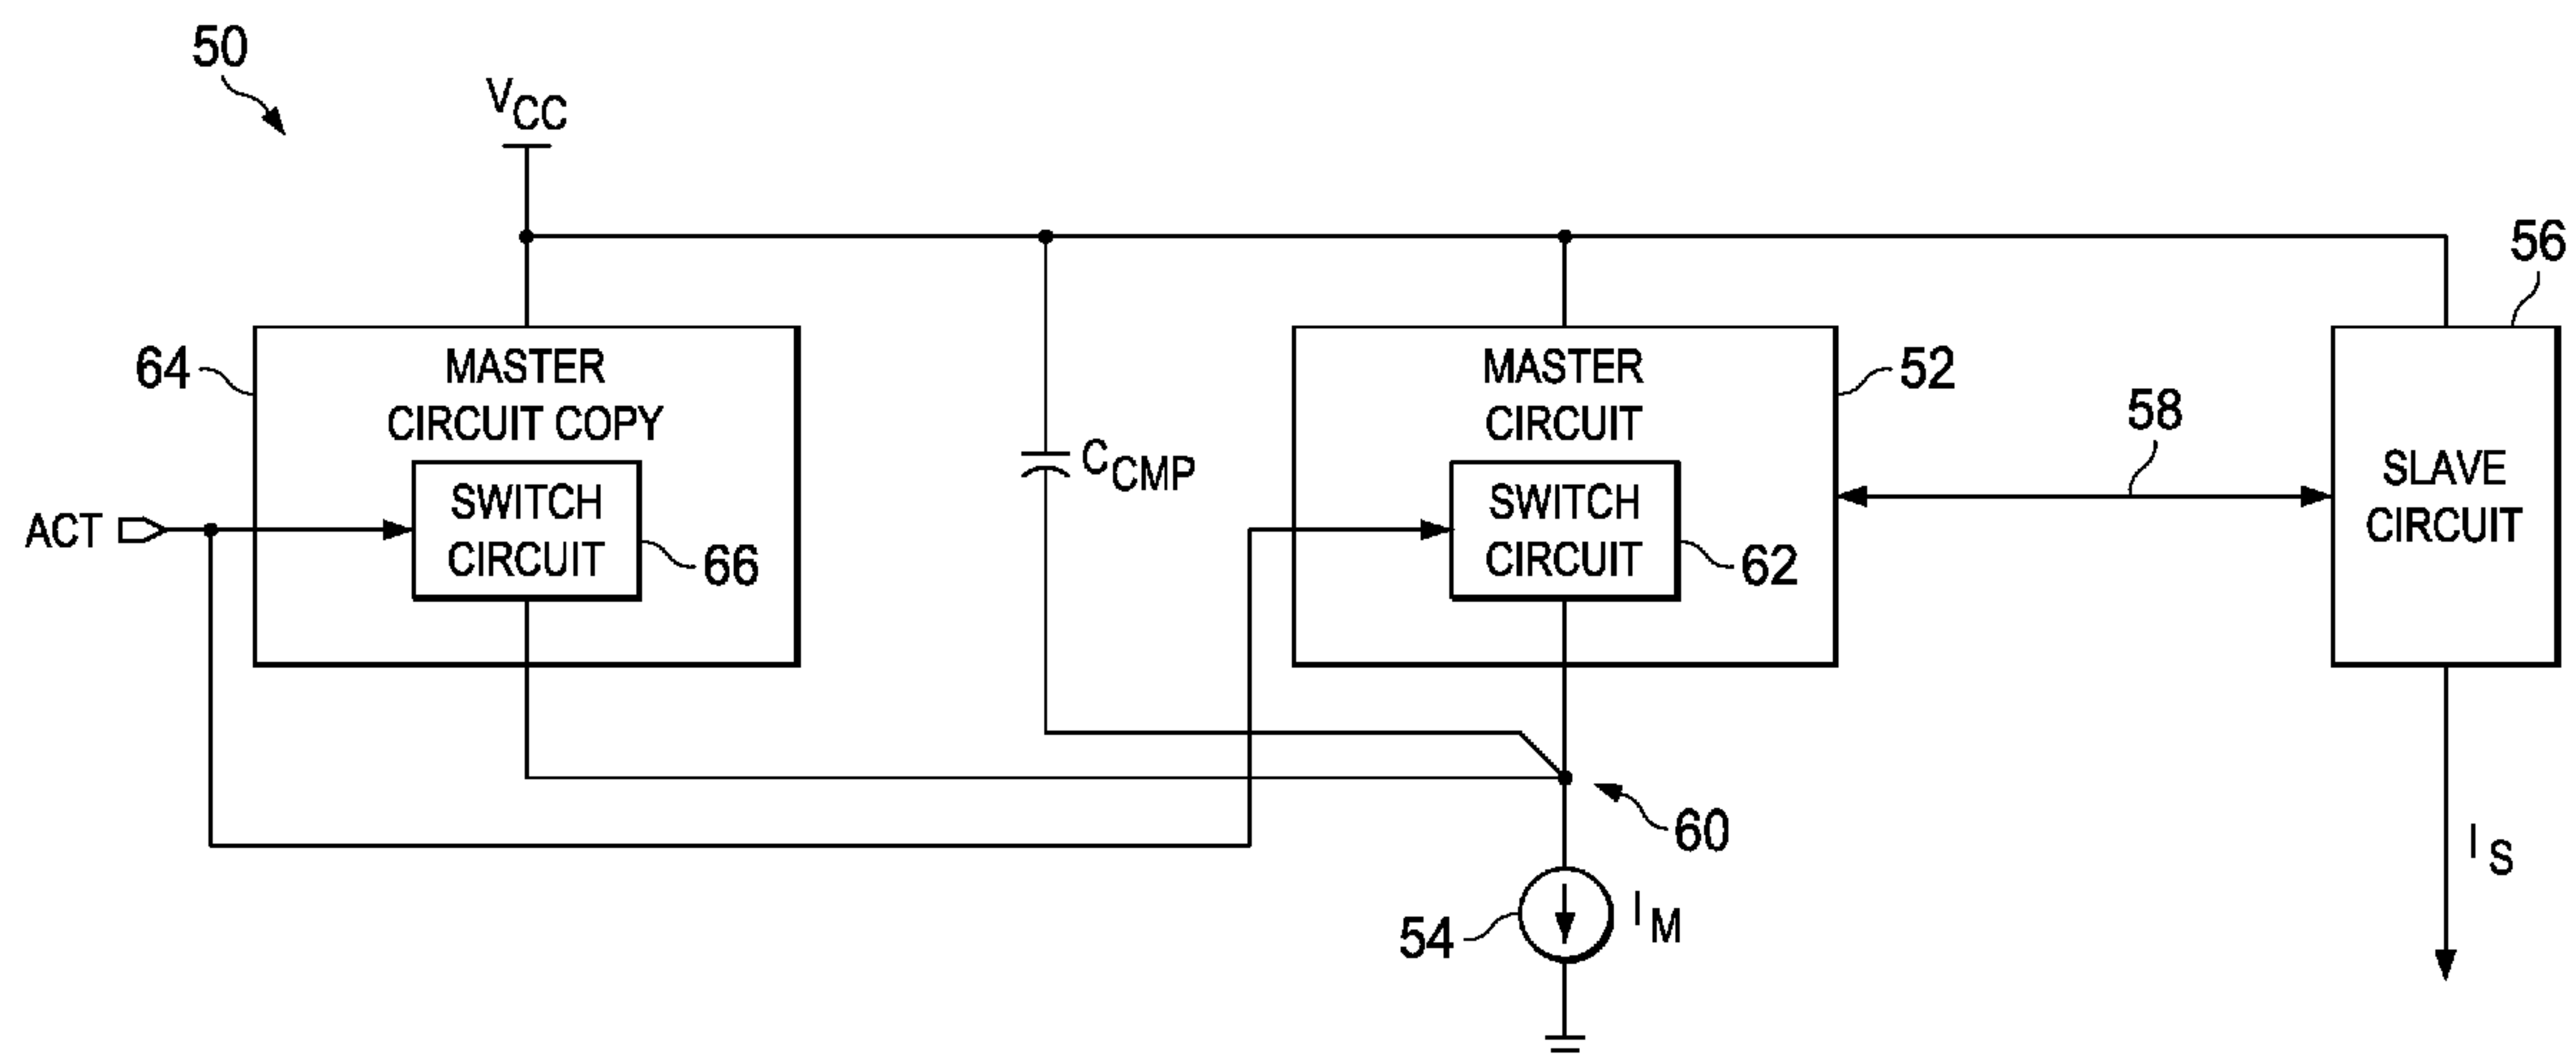 50
VCC
56
64
MASTER
CIRCUIT COPY
MASTER
CIRCUIT
52
58
CCMP
SLAVE
CIRCUIT
ACT
SWITCH
CIRCUIT
66
SWITCH
CIRCUIT
62
60
IS
54
IM